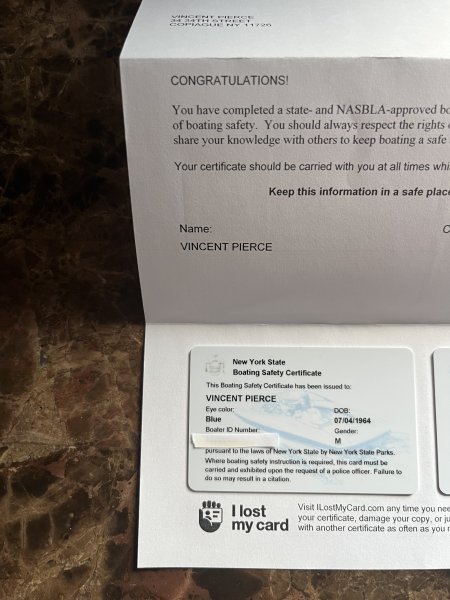 VINCENT PIERCE
34 34TH STREET
COPIAGUE NY 11726
CONGRATULATIONS!
You have completed a state- and NASBLA-approved bo
of boating safety. You should always respect the rights o
share your knowledge with others to keep boating a safe
Your certificate should be carried with you at all times whi
Keep this information in a safe place
Name:
C
VINCENT PIERCE
New York State
Boating Safety Certificate
This Boating Safety Certificate has been issued to:
VINCENT PIERCE
Eye color: DOB:
Blue 07/04/1964
Boater ID Number: Gender:
M
pursuant to the laws of New York State by New York State Parks.
Where boating safety instruction is required, this card must be
carried and exhibited upon the request of a police officer. Failure to
do so may result in a citation.
I lost
my card
Visit ILostMyCard.com any time you nee
your certificate, damage your copy, or ju
with another certificate as often as you n